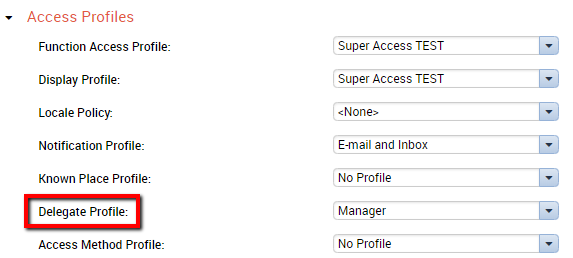 Access Profiles
Function Access Profile: Super Access TEST
Display Profile: Super Access TEST
Locale Policy: <None>
Notification Profile: E-mail and Inbox
Known Place Profile: No Profile
Delegate Profile: Manager
Access Method Profile: No Profile